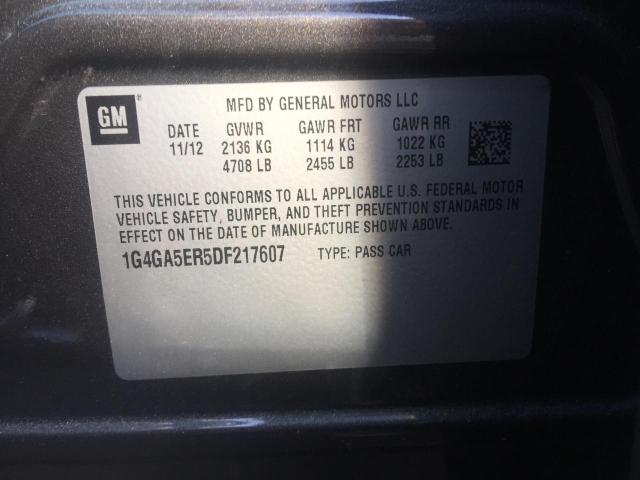 GM®
MFD BY GENERAL MOTORS LLC
DATE GVWR GAWR FRT GAWR RR
11/12 2136 KG 1114 KG 1022 KG
4708 LB 2455 LB 2253 LB
THIS VEHICLE CONFORMS TO ALL APPLICABLE U.S. FEDERAL MOTOR
VEHICLE SAFETY, BUMPER, AND THEFT PREVENTION STANDARDS IN
EFFECT ON THE DATE OF MANUFACTURE SHOWN ABOVE.
1G4GA5ER5DF217607 TYPE: PASS CAR